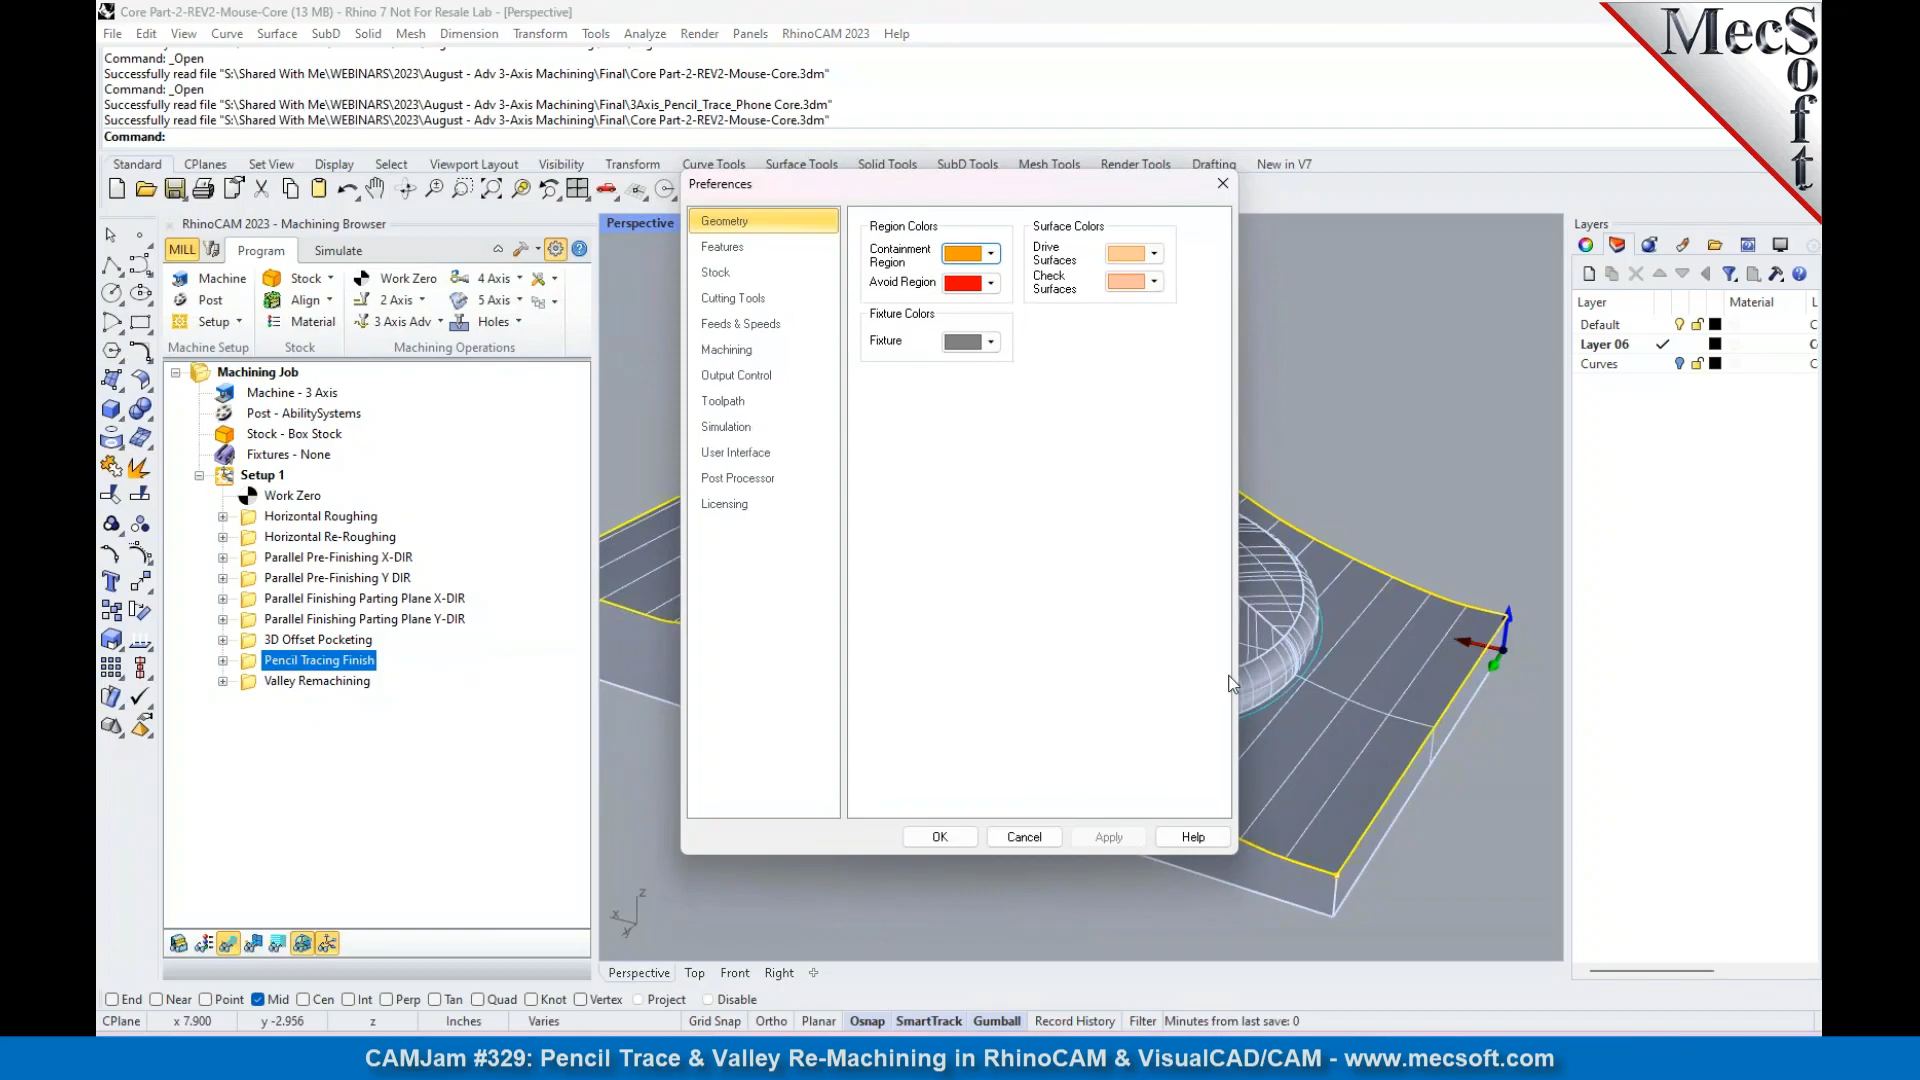 Core Part-2-REV2-Mouse-Core (13 MB) - Rhino 7 Not For Resale Lab - [Perspective]
File Edit View Curve Surface SubD Solid Mesh Dimension Transform Tools Analyze Render Panels RhinoCAM 2023 Help
MecSoft
Command: _Open
Successfully read file "S:\Shared With Me\WEBINARS\2023\August - Adv 3-Axis Machining\Final\Core Part-2-REV2-Mouse-Core.3dm"
Command: _Open
Successfully read file "S:\Shared With Me\WEBINARS\2023\August - Adv 3-Axis Machining\Final\3Axis_Pencil_Trace_Phone Core.3dm"
Successfully read file "S:\Shared With Me\WEBINARS\2023\August - Adv 3-Axis Machining\Final\Core Part-2-REV2-Mouse-Core.3dm"
Command:
Standard CPlanes Set View Display Select Viewport Layout Visibility Transform Curve Tools Surface Tools Solid Tools SubD Tools Mesh Tools Render Tools Drafting New in V7
RhinoCAM 2023 - Machining Browser
MILL Program Simulate
Machine Stock Work Zero 4 Axis
Post Align 2 Axis 5 Axis
Setup Material 3 Axis Adv Holes
Machine Setup Stock Machining Operations
Machining Job
Machine - 3 Axis
Post - AbilitySystems
Stock - Box Stock
Fixtures - None
Setup 1
Work Zero
Horizontal Roughing
Horizontal Re-Roughing
Parallel Pre-Finishing X-DIR
Parallel Pre-Finishing Y DIR
Parallel Finishing Parting Plane X-DIR
Parallel Finishing Parting Plane Y-DIR
3D Offset Pocketing
Pencil Tracing Finish
Valley Remachining
Perspective
Preferences
Geometry
Features
Stock
Cutting Tools
Feeds & Speeds
Machining
Output Control
Toolpath
Simulation
User Interface
Post Processor
Licensing
Region Colors
Containment
Region
Avoid Region
Surface Colors
Drive
Surfaces
Check
Surfaces
Fixture Colors
Fixture
OK Cancel Apply Help
Layers
Layer Material L
Default C
Layer 06 C
Curves C
z
x
y
Perspective Top Front Right
End Near Point Mid Cen Int Perp Tan Quad Knot Vertex Project Disable
CPlane x 7.900 y -2.956 z Inches Varies Grid Snap Ortho Planar Osnap SmartTrack Gumball Record History Filter Minutes from last save: 0
CAMJam #329: Pencil Trace & Valley Re-Machining in RhinoCAM & VisualCAD/CAM - www.mecsoft.com